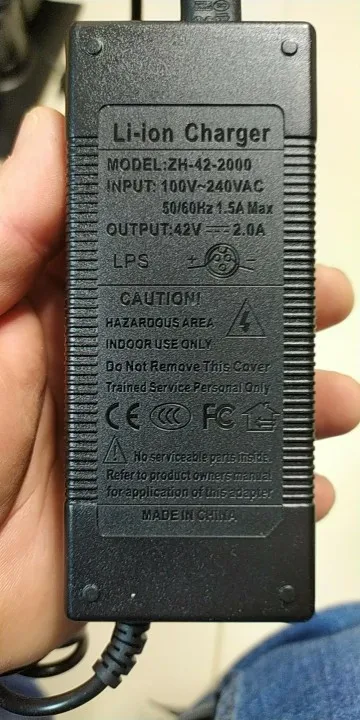 Li-ion Charger
MODEL:ZH-42-2000
INPUT: 100V~240VAC
50/60Hz 1.5A Max
OUTPUT:42V ⎓ 2.0A
LPS + −
CAUTION!
HAZARDOUS AREA
INDOOR USE ONLY
Do Not Remove This Cover
Trained Service Personal Only
CE CCC FC
No serviceable parts inside.
Refer to product owners manual
for application of this adapter
MADE IN CHINA